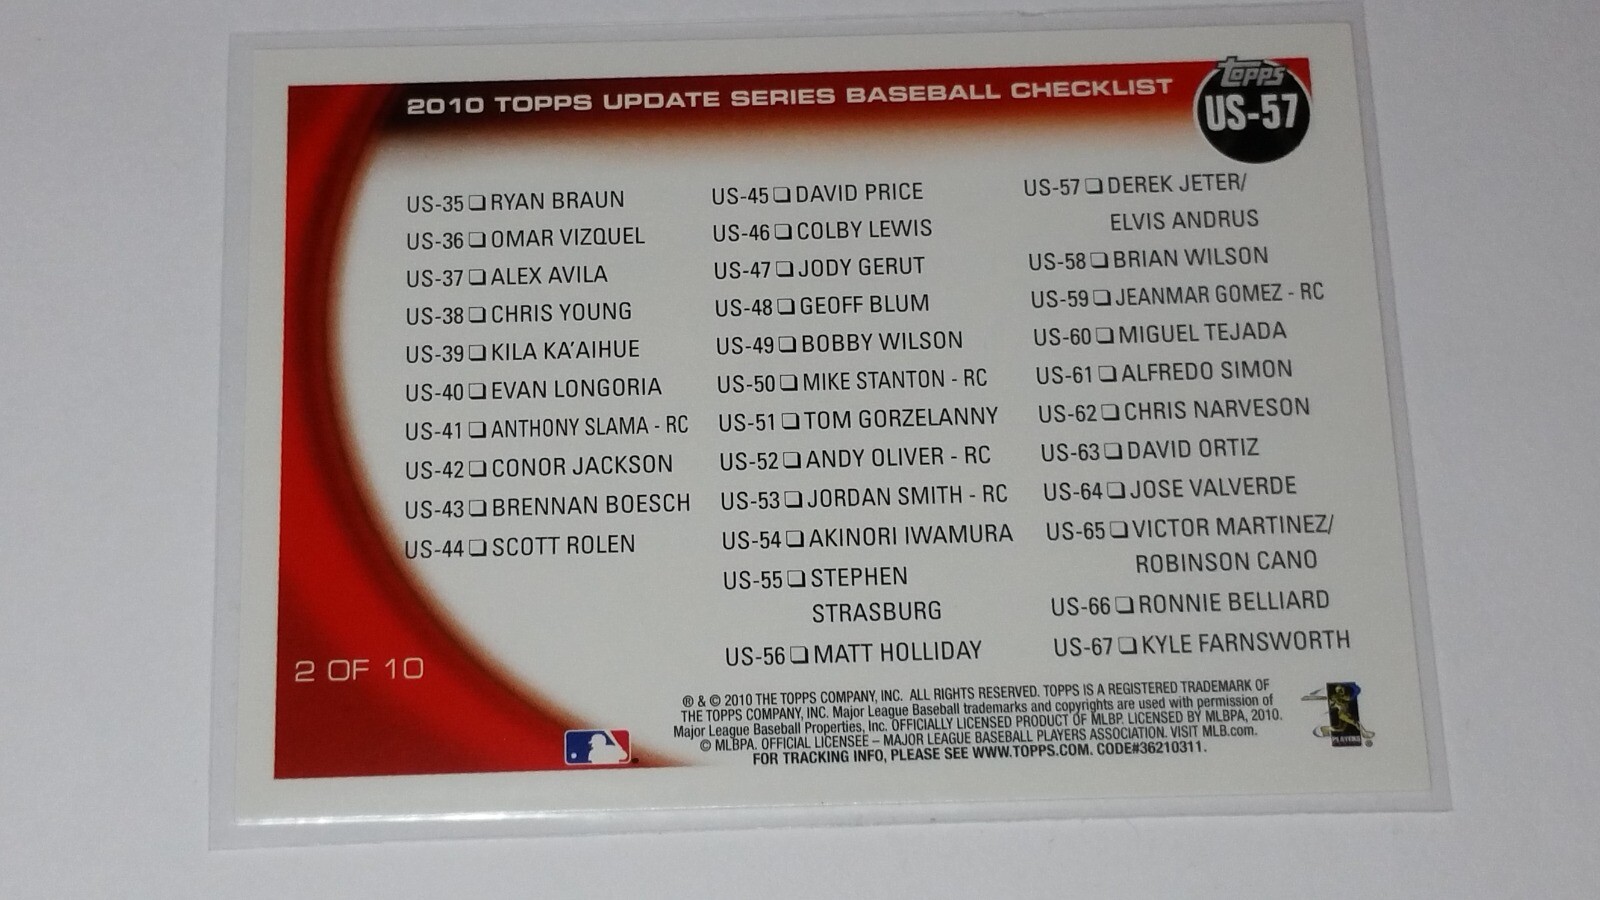 2010 TOPPS UPDATE SERIES BASEBALL CHECKLIST
topps
US-57
US-35 RYAN BRAUN
US-36 OMAR VIZQUEL
US-37 ALEX AVILA
US-38 CHRIS YOUNG
US-39 KILA KA'AIHUE
US-40 EVAN LONGORIA
US-41 ANTHONY SLAMA - RC
US-42 CONOR JACKSON
US-43 BRENNAN BOESCH
US-44 SCOTT ROLEN
US-45 DAVID PRICE
US-46 COLBY LEWIS
US-47 JODY GERUT
US-48 GEOFF BLUM
US-49 BOBBY WILSON
US-50 MIKE STANTON - RC
US-51 TOM GORZELANNY
US-52 ANDY OLIVER - RC
US-53 JORDAN SMITH - RC
US-54 AKINORI IWAMURA
US-55 STEPHEN
STRASBURG
US-56 MATT HOLLIDAY
US-57 DEREK JETER/
ELVIS ANDRUS
US-58 BRIAN WILSON
US-59 JEANMAR GOMEZ - RC
US-60 MIGUEL TEJADA
US-61 ALFREDO SIMON
US-62 CHRIS NARVESON
US-63 DAVID ORTIZ
US-64 JOSE VALVERDE
US-65 VICTOR MARTINEZ/
ROBINSON CANO
US-66 RONNIE BELLIARD
US-67 KYLE FARNSWORTH
2 OF 10
® & © 2010 THE TOPPS COMPANY, INC. ALL RIGHTS RESERVED. TOPPS IS A REGISTERED TRADEMARK OF
THE TOPPS COMPANY, INC. Major League Baseball trademarks and copyrights are used with permission of
Major League Baseball Properties, Inc. OFFICIALLY LICENSED PRODUCT OF MLBP. LICENSED BY MLBPA, 2010.
© MLBPA. OFFICIAL LICENSEE – MAJOR LEAGUE BASEBALL PLAYERS ASSOCIATION. VISIT MLB.com.
FOR TRACKING INFO, PLEASE SEE WWW.TOPPS.COM. CODE#36210311.
PLAYERS